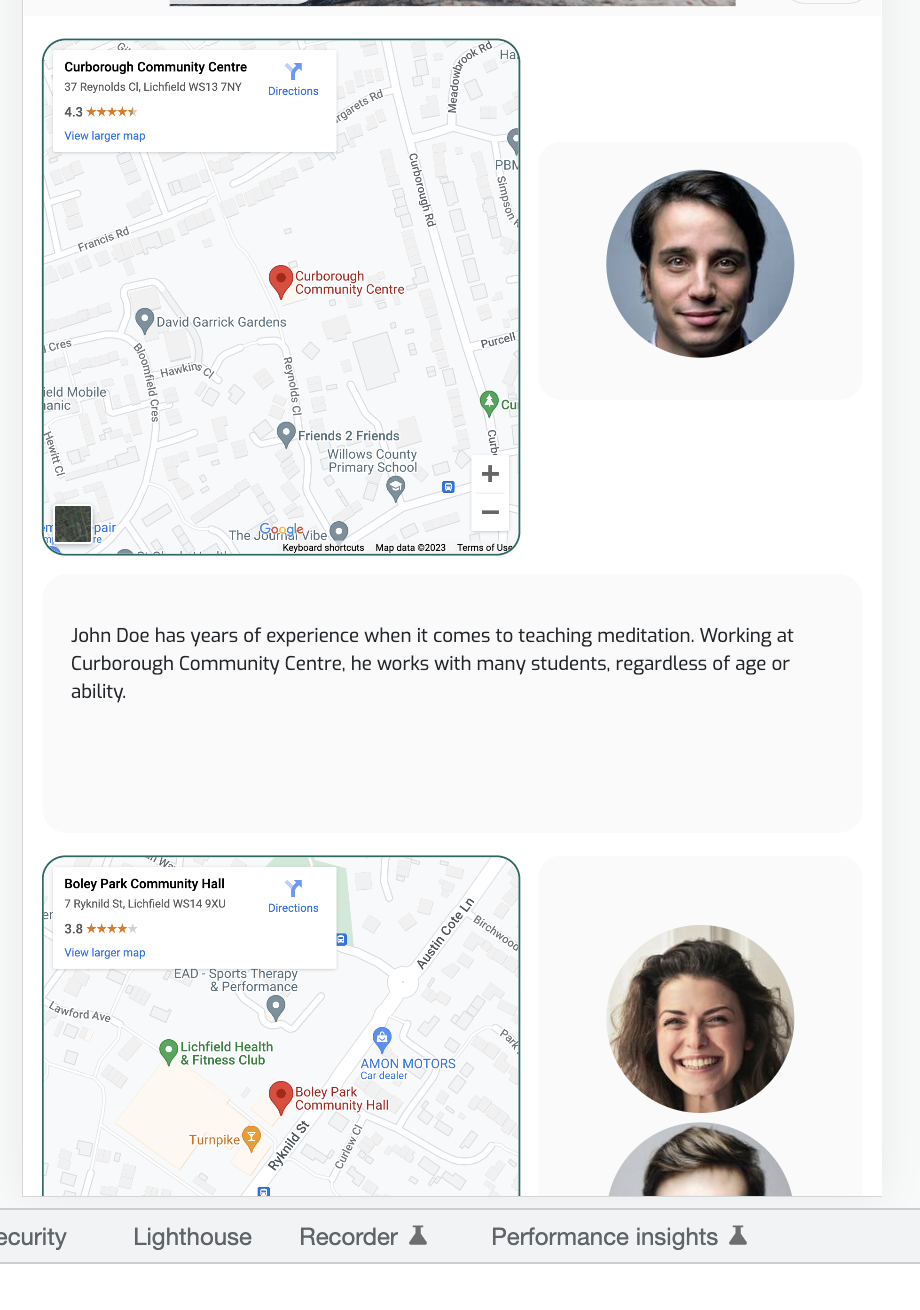 Curborough Community Centre
37 Reynolds Cl, Lichfield WS13 7NY
Directions
4.3
View larger map
Meadowbrook Rd
Ha
rgarets Rd
PBM
Simpson
Curborough Rd
Francis Rd
Curborough
Community Centre
David Garrick Gardens
Cres
Purcell
Bloomfield Cres
Hawkins Cl
Reynolds Cl
ield Mobile
anic
Cu
Hewitt Cl
Friends 2 Friends
Curb
Willows County
Primary School
+
−
pair
re
Google
The Journal Vibe
Keyboard shortcuts Map data ©2023 Terms of Use
John Doe has years of experience when it comes to teaching meditation. Working at
Curborough Community Centre, he works with many students, regardless of age or
ability.
Boley Park Community Hall
7 Ryknild St, Lichfield WS14 9XU
Directions
3.8
View larger map
Austin Cote Ln
Birchwood
EAD - Sports Therapy
& Performance
Lawford Ave
Park
Lichfield Health
& Fitness Club
AMON MOTORS
Car dealer
Boley Park
Community Hall
Turnpike
Ryknild St
Curlew Cl
ecurity Lighthouse Recorder Performance insights